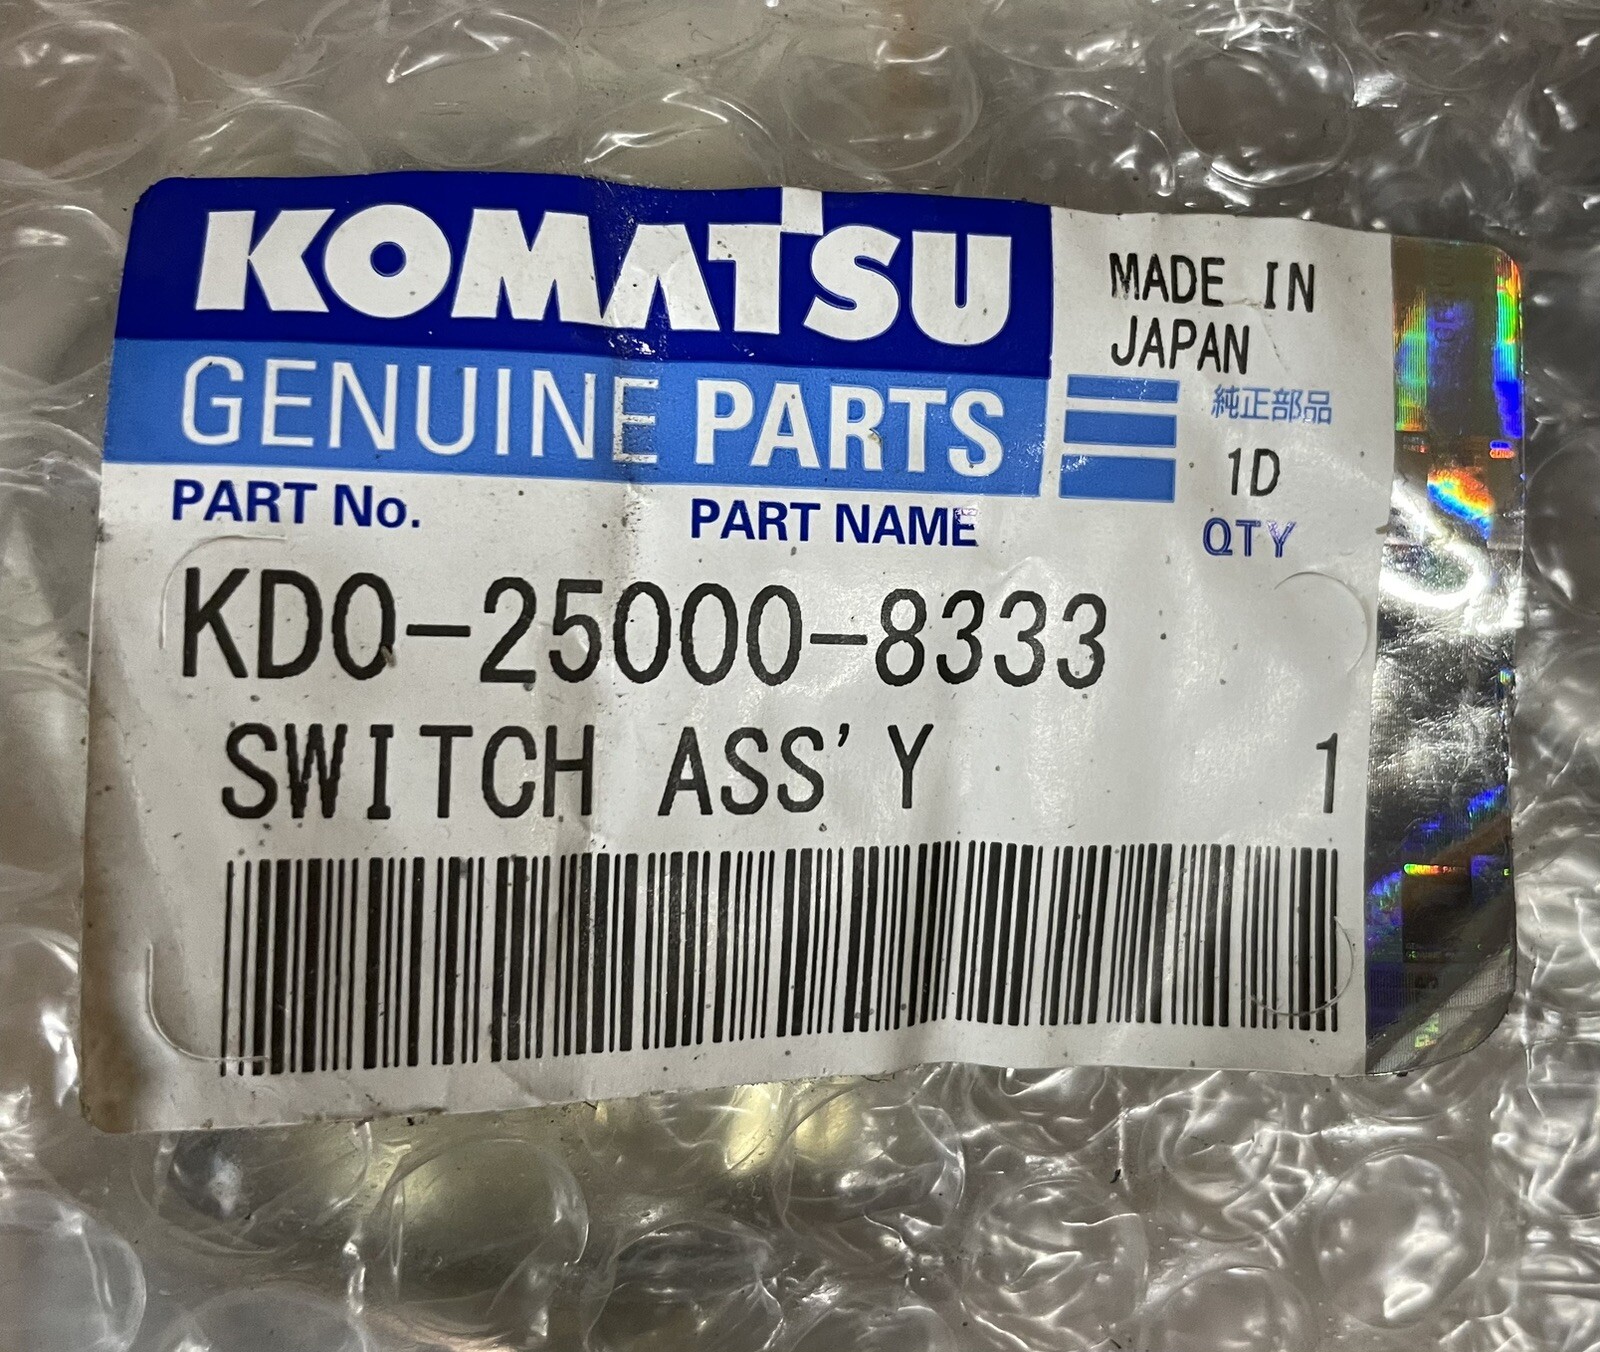 KOMATSU
MADE IN
JAPAN
GENUINE PARTS
純正部品
1D
PART No.
PART NAME
QTY
KD0-25000-8333
SWITCH ASS'Y
1